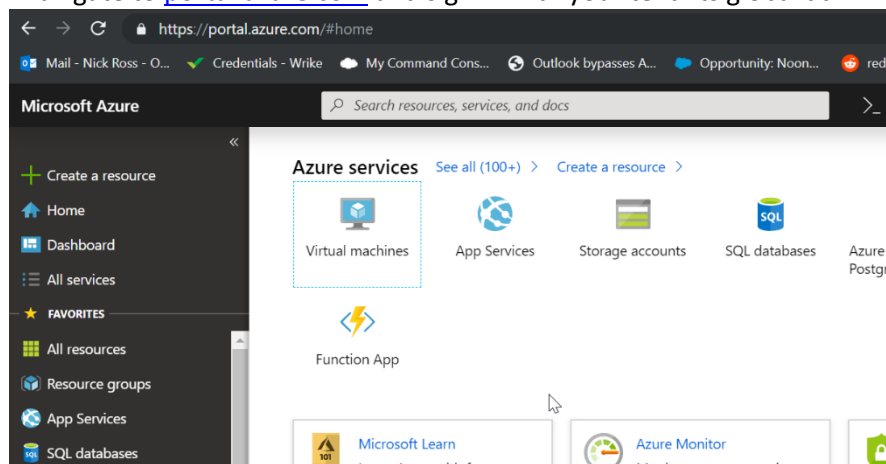 https://portal.azure.com/#home
Mail - Nick Ross - O... Credentials - Wrike My Command Cons... Outlook bypasses A... Opportunity: Noon... red
Microsoft Azure
Search resources, services, and docs
Create a resource
Home
Dashboard
All services
FAVORITES
All resources
Resource groups
App Services
SQL databases
Azure services See all (100+) > Create a resource >
Virtual machines App Services Storage accounts SQL databases Azure
Postgr
Function App
Microsoft Learn
Azure Monitor